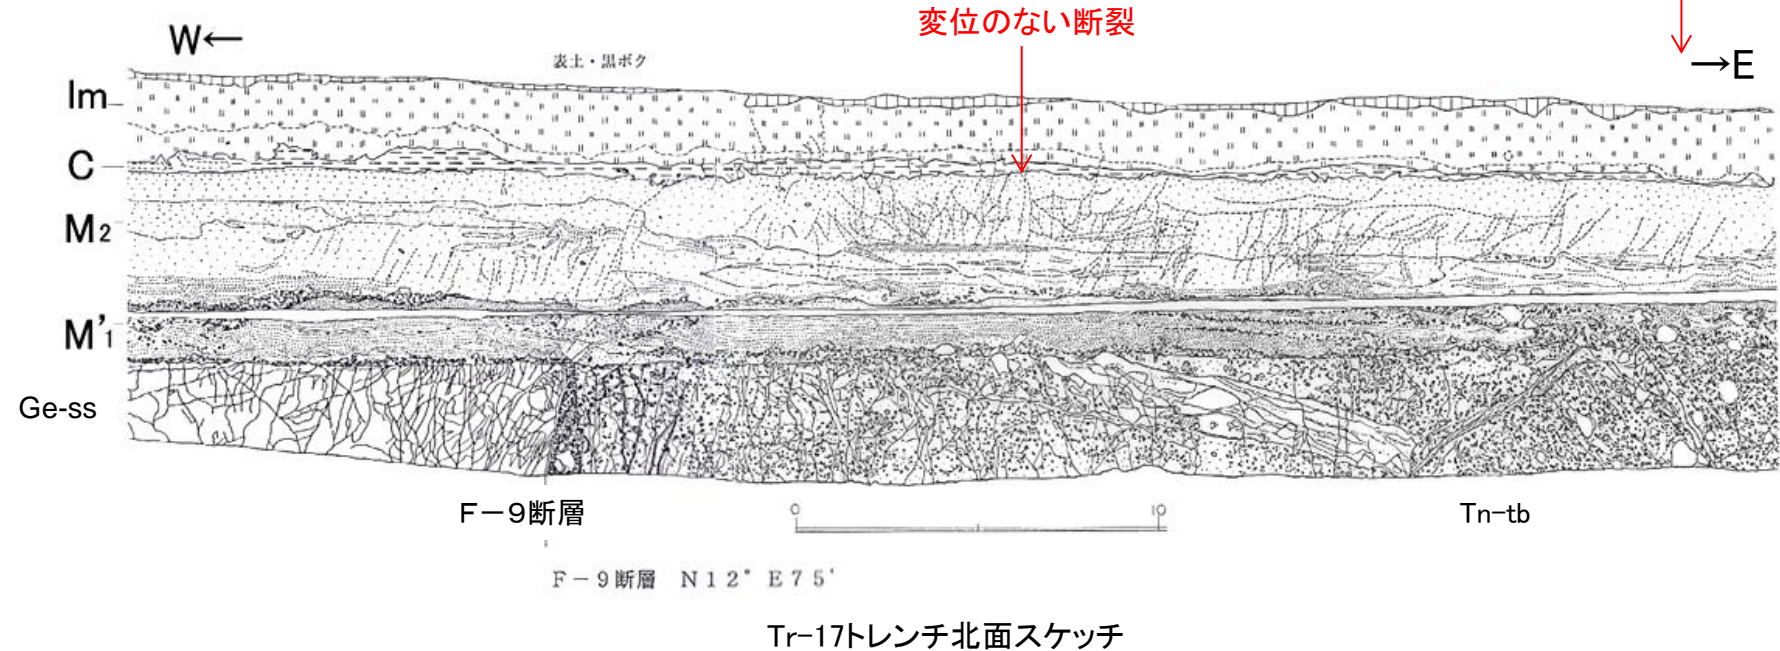 変位のない断裂
W←
→E
表土・黒ボク
lm
C
M2
M'1
Ge-ss
F-9断層
0
10
Tn-tb
F-9断層 N12° E75'
Tr-17トレンチ北面スケッチ